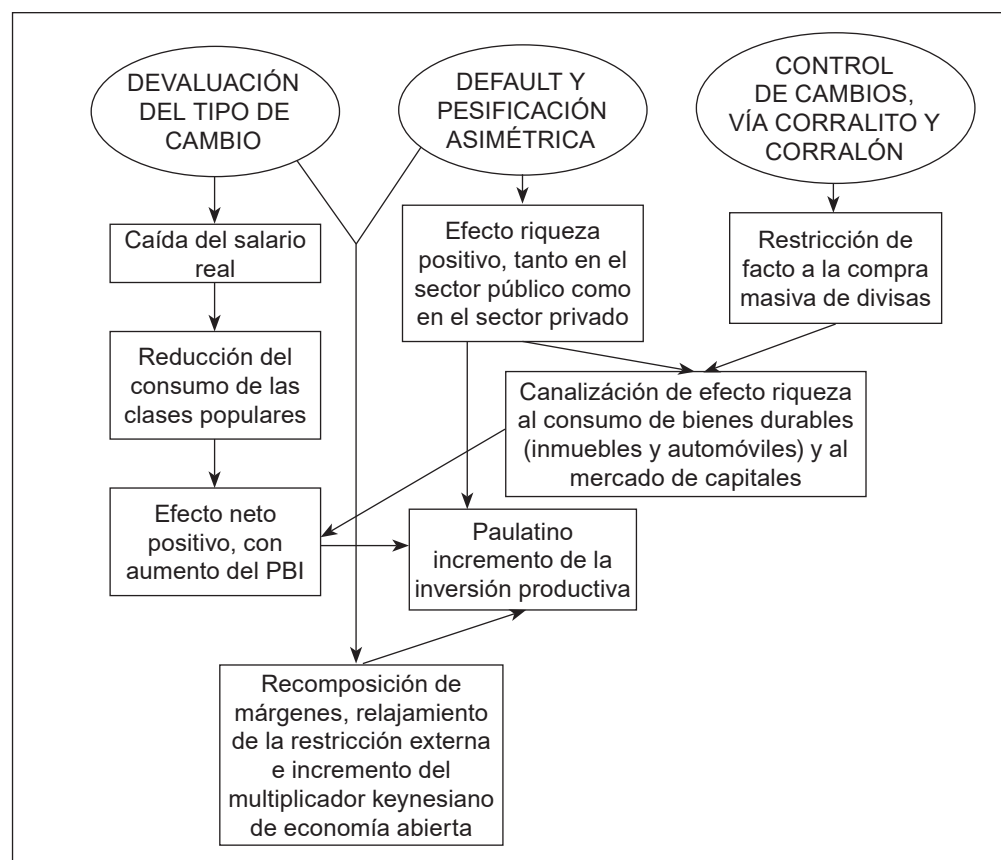 DEVALUACIÓN
DEL TIPO DE
CAMBIO
DEFAULT Y
PESIFICACIÓN
ASIMÉTRICA
CONTROL
DE CAMBIOS,
VÍA CORRALITO Y
CORRALÓN
Caída del salario
real
Efecto riqueza
positivo, tanto en el
sector público como
en el sector privado
Restricción de
facto a la compra
masiva de divisas
Reducción del
consumo de las
clases populares
Canalizáción de efecto riqueza
al consumo de bienes durables
(inmuebles y automóviles) y al
mercado de capitales
Efecto neto
positivo, con
aumento del PBI
Paulatino
incremento de la
inversión productiva
Recomposición de
márgenes, relajamiento
de la restricción externa
e incremento del
multiplicador keynesiano
de economía abierta